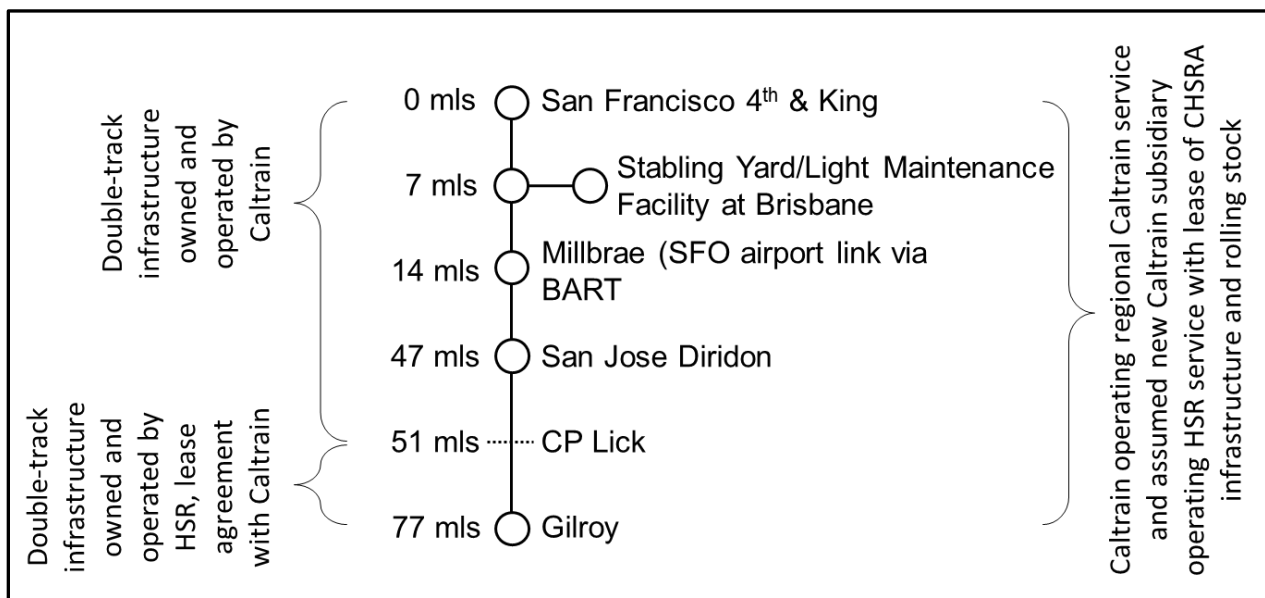 Double-track
infrastructure
owned and
operated by
Caltrain
Double-track
infrastructure
owned and
operated by
HSR, lease
agreement
with Caltrain
0 mls San Francisco 4th & King
7 mls Stabling Yard/Light Maintenance
Facility at Brisbane
14 mls Millbrae (SFO airport link via
BART
47 mls San Jose Diridon
51 mls CP Lick
77 mls Gilroy
Caltrain operating regional Caltrain service
and assumed new Caltrain subsidiary
operating HSR service with lease of CHSRA
infrastructure and rolling stock